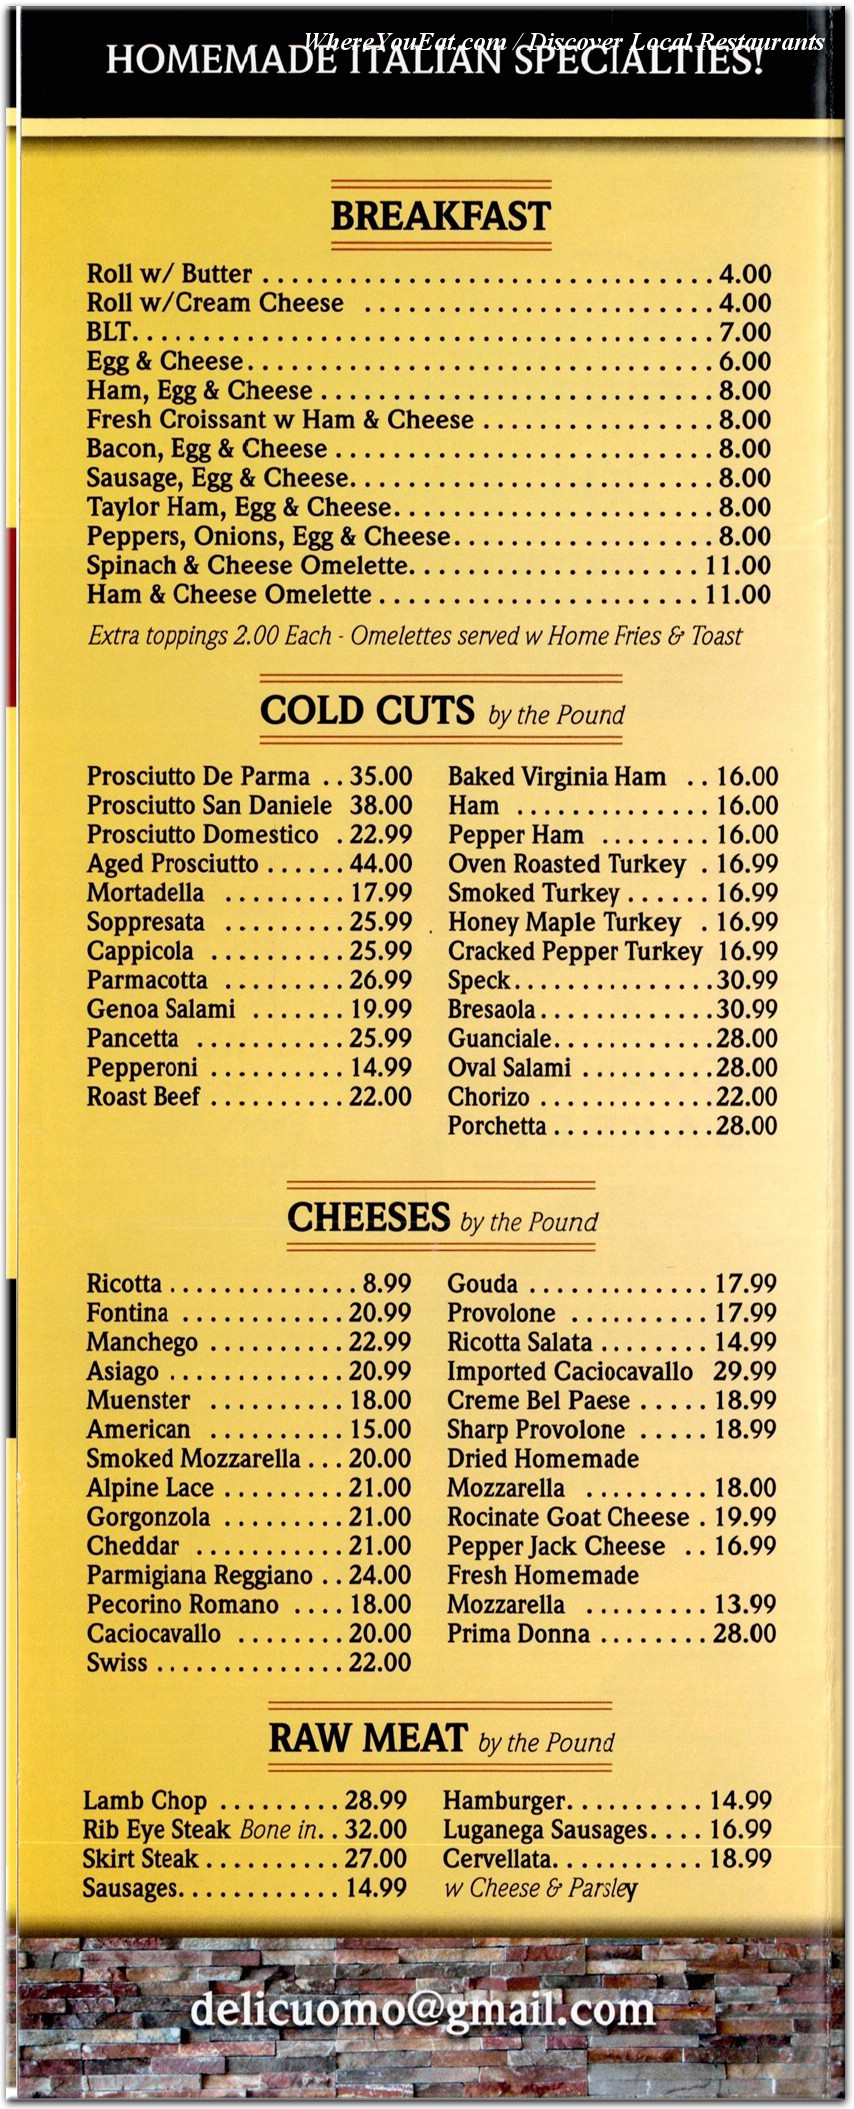 WhereYouEat.com / Discover Local Restaurants
HOMEMADE ITALIAN SPECIALTIES!
BREAKFAST
Roll w/ Butter . . . . . . . . . . 4.00
Roll w/Cream Cheese . . . . . . . . . . 4.00
BLT. . . . . . . . . . 7.00
Egg & Cheese. . . . . . . . . . 6.00
Ham, Egg & Cheese . . . . . . . . . . 8.00
Fresh Croissant w Ham & Cheese . . . . . . . . . . 8.00
Bacon, Egg & Cheese . . . . . . . . . . 8.00
Sausage, Egg & Cheese. . . . . . . . . . 8.00
Taylor Ham, Egg & Cheese. . . . . . . . . . 8.00
Peppers, Onions, Egg & Cheese. . . . . . . . . . 8.00
Spinach & Cheese Omelette. . . . . . . . . . 11.00
Ham & Cheese Omelette . . . . . . . . . . 11.00
Extra toppings 2.00 Each - Omelettes served w Home Fries & Toast
COLD CUTS by the Pound
Prosciutto De Parma . . 35.00
Prosciutto San Daniele 38.00
Prosciutto Domestico . 22.99
Aged Prosciutto . . . . . . 44.00
Mortadella . . . . . . . . . 17.99
Soppresata . . . . . . . . . 25.99
Cappicola . . . . . . . . . . 25.99
Parmacotta . . . . . . . . . 26.99
Genoa Salami . . . . . . . 19.99
Pancetta . . . . . . . . . . . 25.99
Pepperoni . . . . . . . . . . 14.99
Roast Beef . . . . . . . . . . 22.00
Baked Virginia Ham . . 16.00
Ham . . . . . . . . . . . . . . 16.00
Pepper Ham . . . . . . . . 16.00
Oven Roasted Turkey . 16.99
Smoked Turkey . . . . . . 16.99
Honey Maple Turkey . 16.99
Cracked Pepper Turkey 16.99
Speck. . . . . . . . . . . . . . . 30.99
Bresaola . . . . . . . . . . . . . 30.99
Guanciale. . . . . . . . . . . . 28.00
Oval Salami . . . . . . . . . . 28.00
Chorizo . . . . . . . . . . . . . 22.00
Porchetta . . . . . . . . . . . . 28.00
CHEESES by the Pound
Ricotta . . . . . . . . . . . . . . 8.99
Fontina . . . . . . . . . . . . 20.99
Manchego . . . . . . . . . . 22.99
Asiago . . . . . . . . . . . . . 20.99
Muenster . . . . . . . . . . 18.00
American . . . . . . . . . . 15.00
Smoked Mozzarella . . . 20.00
Alpine Lace . . . . . . . . . 21.00
Gorgonzola . . . . . . . . . 21.00
Cheddar . . . . . . . . . . . 21.00
Parmigiana Reggiano . . 24.00
Pecorino Romano . . . . 18.00
Caciocavallo . . . . . . . . 20.00
Swiss . . . . . . . . . . . . . . 22.00
Gouda . . . . . . . . . . . . . 17.99
Provolone . . . . . . . . . . 17.99
Ricotta Salata . . . . . . . . 14.99
Imported Caciocavallo 29.99
Creme Bel Paese . . . . . 18.99
Sharp Provolone . . . . . 18.99
Dried Homemade
Mozzarella . . . . . . . . . 18.00
Rocinate Goat Cheese . 19.99
Pepper Jack Cheese . . 16.99
Fresh Homemade
Mozzarella . . . . . . . . . 13.99
Prima Donna . . . . . . . . 28.00
RAW MEAT by the Pound
Lamb Chop . . . . . . . . . 28.99
Rib Eye Steak Bone in. . 32.00
Skirt Steak . . . . . . . . . . 27.00
Sausages. . . . . . . . . . . . 14.99
Hamburger. . . . . . . . . . 14.99
Luganega Sausages. . . . 16.99
Cervellata. . . . . . . . . . . 18.99
w Cheese & Parsley
delicuomo@gmail.com